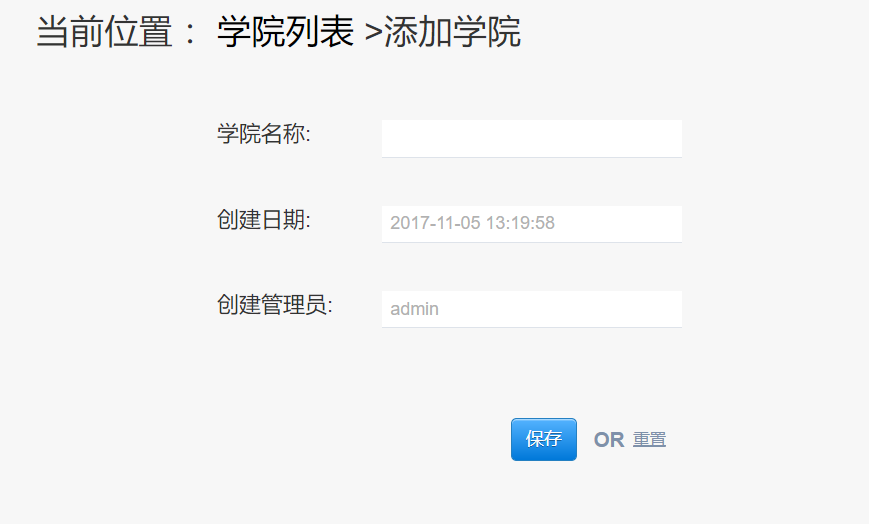 当前位置： 学院列表 >添加学院
学院名称:
创建日期: 2017-11-05 13:19:58
创建管理员: admin
保存 OR 重置